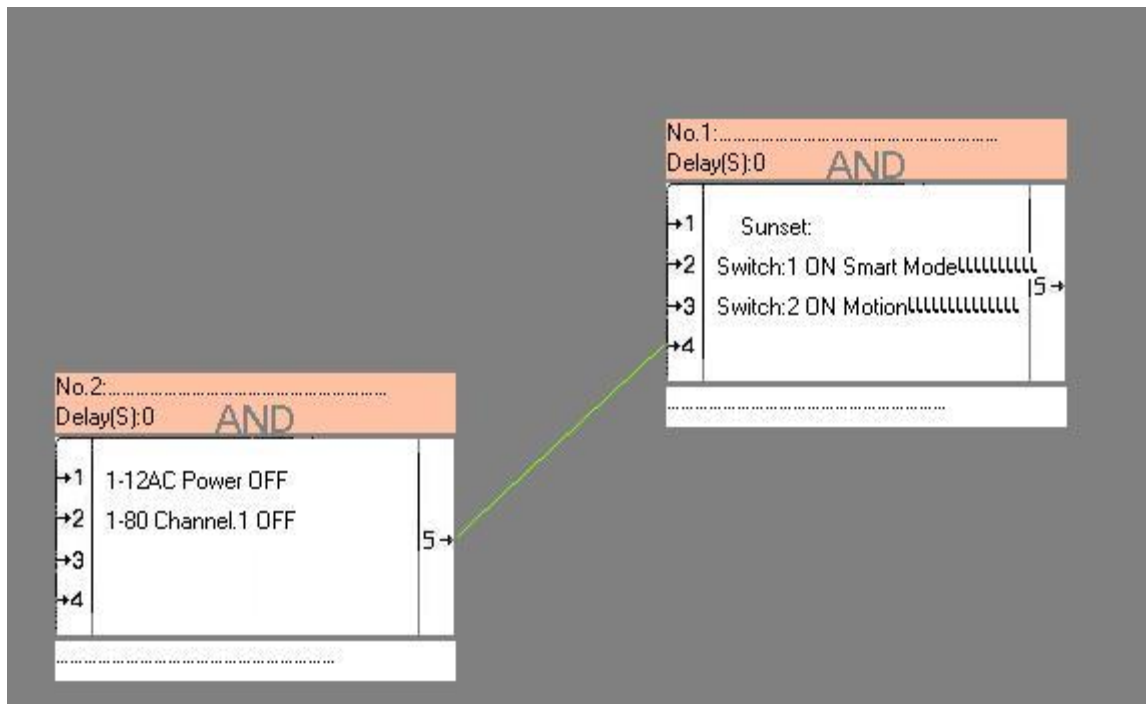 No.1:..................................................
Delay(S):0 AND
→1 Sunset:
→2 Switch:1 ON Smart Mode
→3 Switch:2 ON Motion
5→
→4
..................................................
No.2:..................................................
Delay(S):0 AND
→1 1-12AC Power OFF
→2 1-80 Channel.1 OFF
5→
→3
→4
..................................................